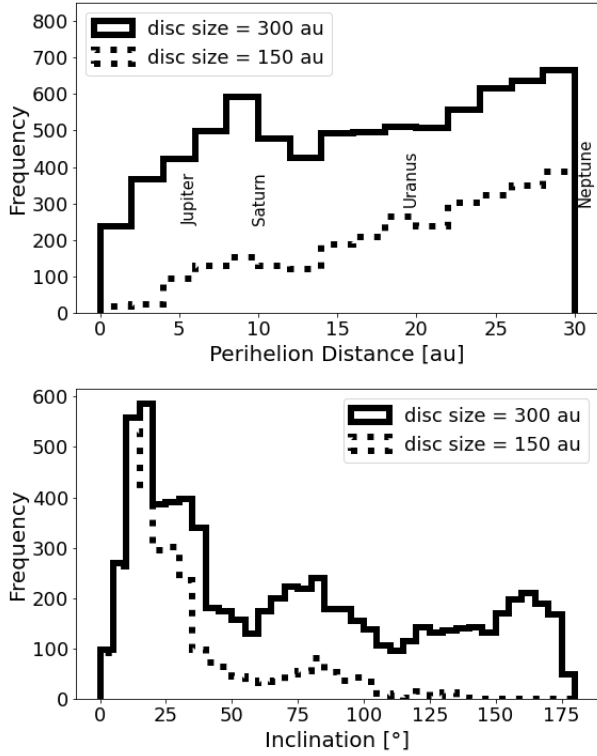 800
700
600
500
400
300
200
100
0
Frequency
disc size = 300 au
disc size = 150 au
Jupiter
Saturn
Uranus
Neptune
0 5 10 15 20 25 30
Perihelion Distance [au]
600
500
400
300
200
100
0
Frequency
disc size = 300 au
disc size = 150 au
0 25 50 75 100 125 150 175
Inclination [°]